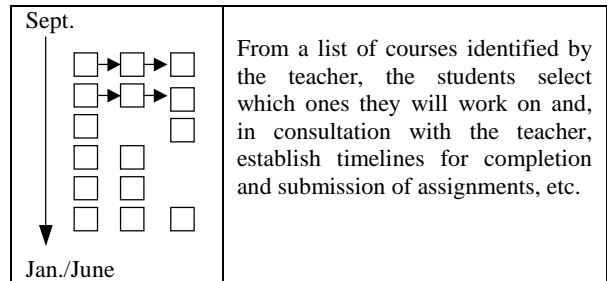 Sept.
Jan./June
From a list of courses identified by
the teacher, the students select
which ones they will work on and,
in consultation with the teacher,
establish timelines for completion
and submission of assignments, etc.